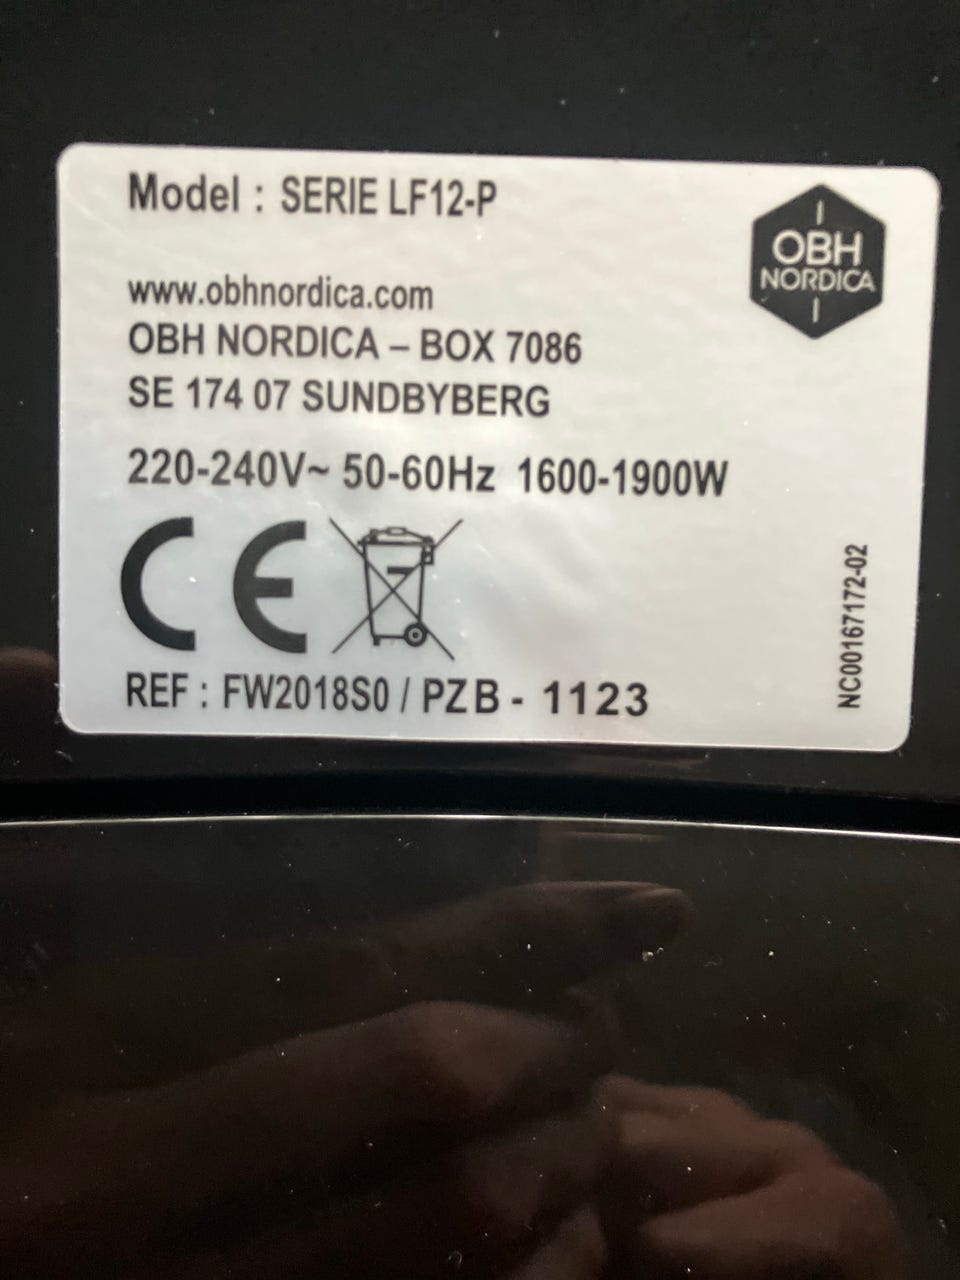 Model : SERIE LF12-P
OBH
NORDICA
www.obhnordica.com
OBH NORDICA – BOX 7086
SE 174 07 SUNDBYBERG
220-240V~ 50-60Hz 1600-1900W
CE
REF : FW2018S0 / PZB - 1123
NC00167172-02